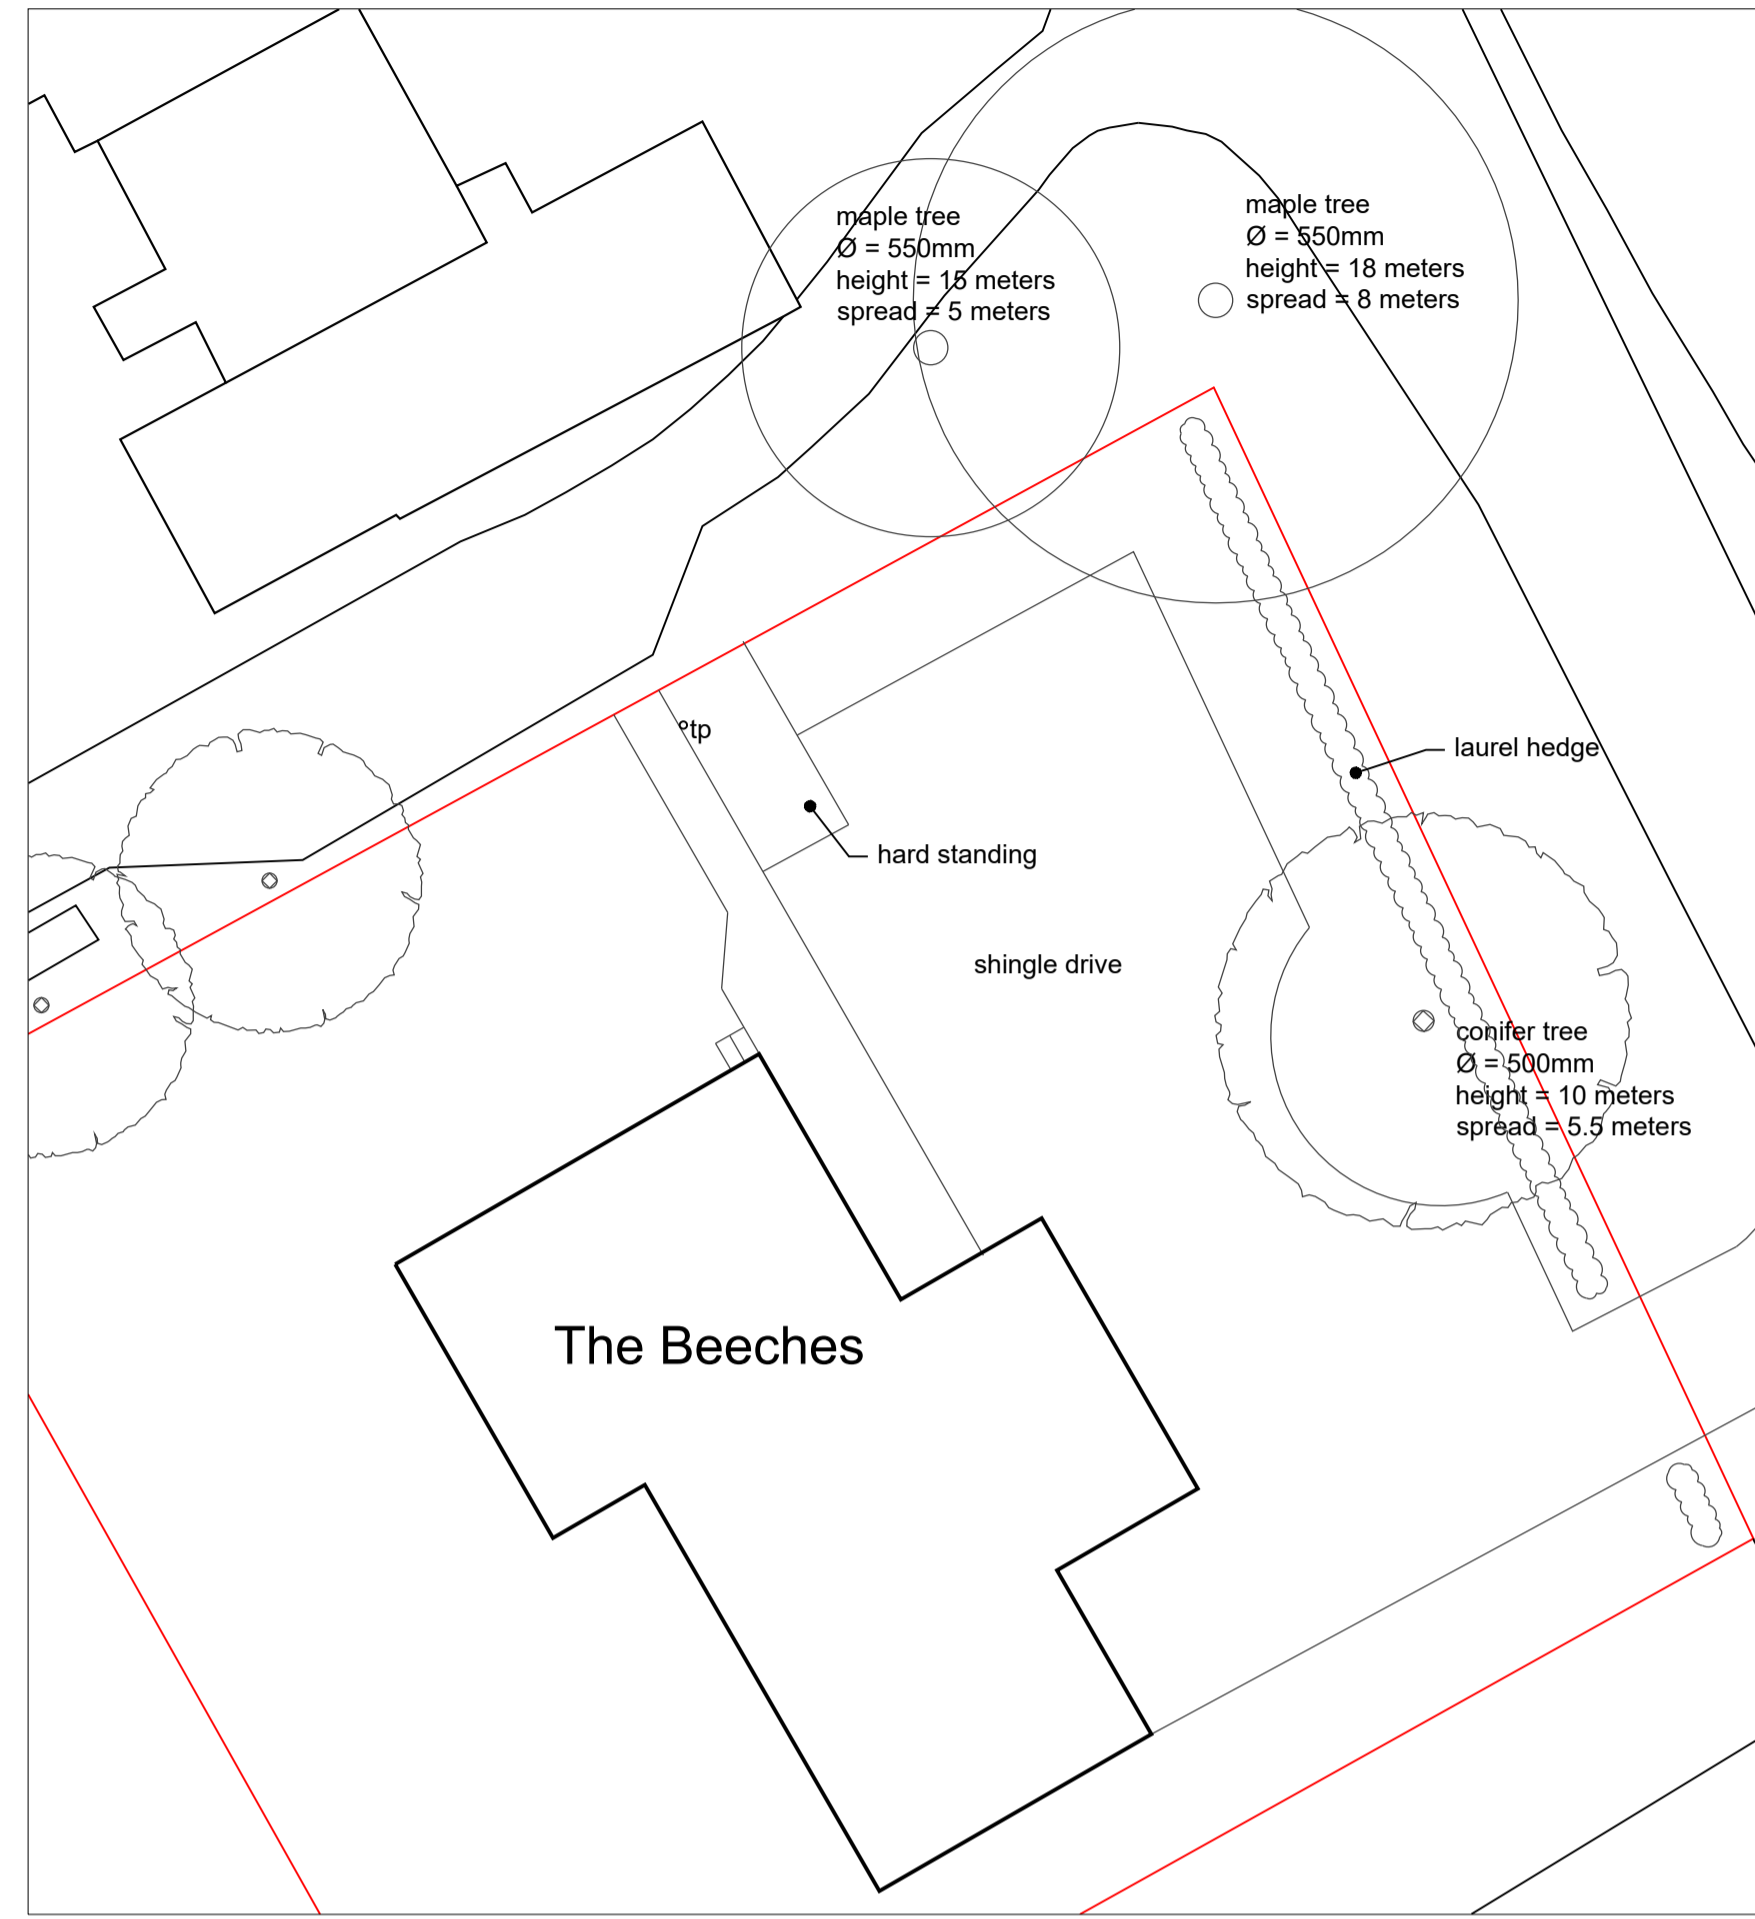 maple tree
Ø = 550mm
height = 15 meters
spread = 5 meters
maple tree
Ø = 550mm
height = 18 meters
spread = 8 meters
tp
laurel hedge
hard standing
shingle drive
conifer tree
Ø = 500mm
height = 10 meters
spread = 5.5 meters
The Beeches